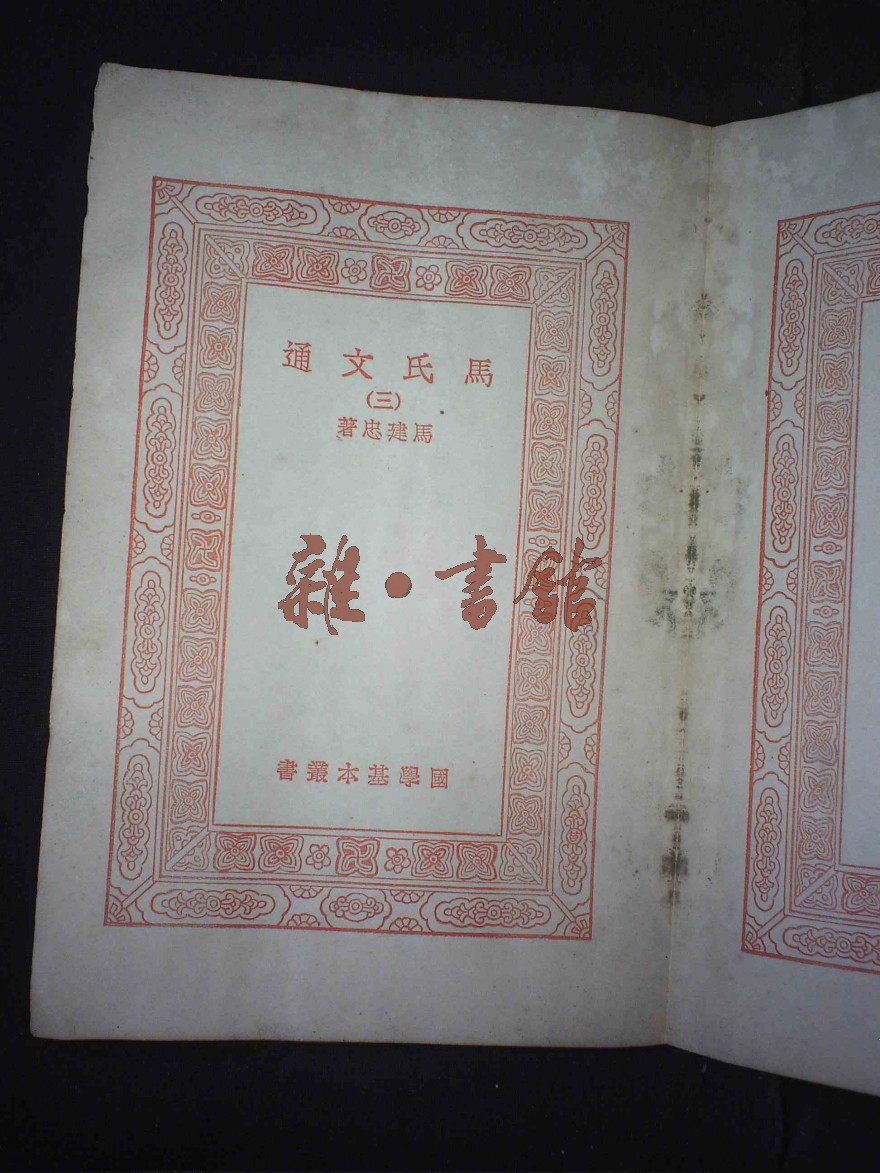 馬氏文通
(三)
馬建忠著
雜·書館
國學基本叢書